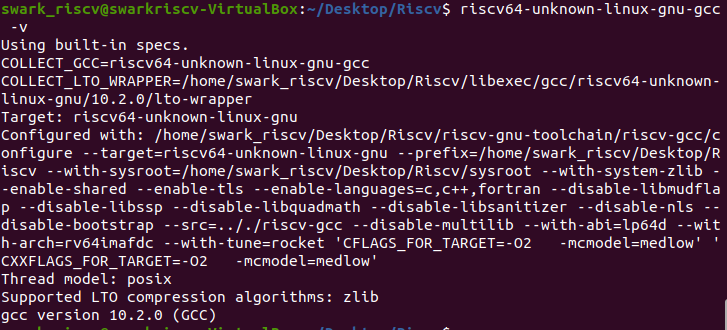 swark_riscv@swarkriscv-VirtualBox:~/Desktop/Riscv$ riscv64-unknown-linux-gnu-gcc
 -v
Using built-in specs.
COLLECT_GCC=riscv64-unknown-linux-gnu-gcc
COLLECT_LTO_WRAPPER=/home/swark_riscv/Desktop/Riscv/libexec/gcc/riscv64-unknown-
linux-gnu/10.2.0/lto-wrapper
Target: riscv64-unknown-linux-gnu
Configured with: /home/swark_riscv/Desktop/Riscv/riscv-gnu-toolchain/riscv-gcc/c
onfigure --target=riscv64-unknown-linux-gnu --prefix=/home/swark_riscv/Desktop/R
iscv --with-sysroot=/home/swark_riscv/Desktop/Riscv/sysroot --with-system-zlib -
-enable-shared --enable-tls --enable-languages=c,c++,fortran --disable-libmudfla
p --disable-libssp --disable-libquadmath --disable-libsanitizer --disable-nls --
disable-bootstrap --src=.././riscv-gcc --disable-multilib --with-abi=lp64d --wit
h-arch=rv64imafdc --with-tune=rocket 'CFLAGS_FOR_TARGET=-O2   -mcmodel=medlow' '
CXXFLAGS_FOR_TARGET=-O2   -mcmodel=medlow'
Thread model: posix
Supported LTO compression algorithms: zlib
gcc version 10.2.0 (GCC)